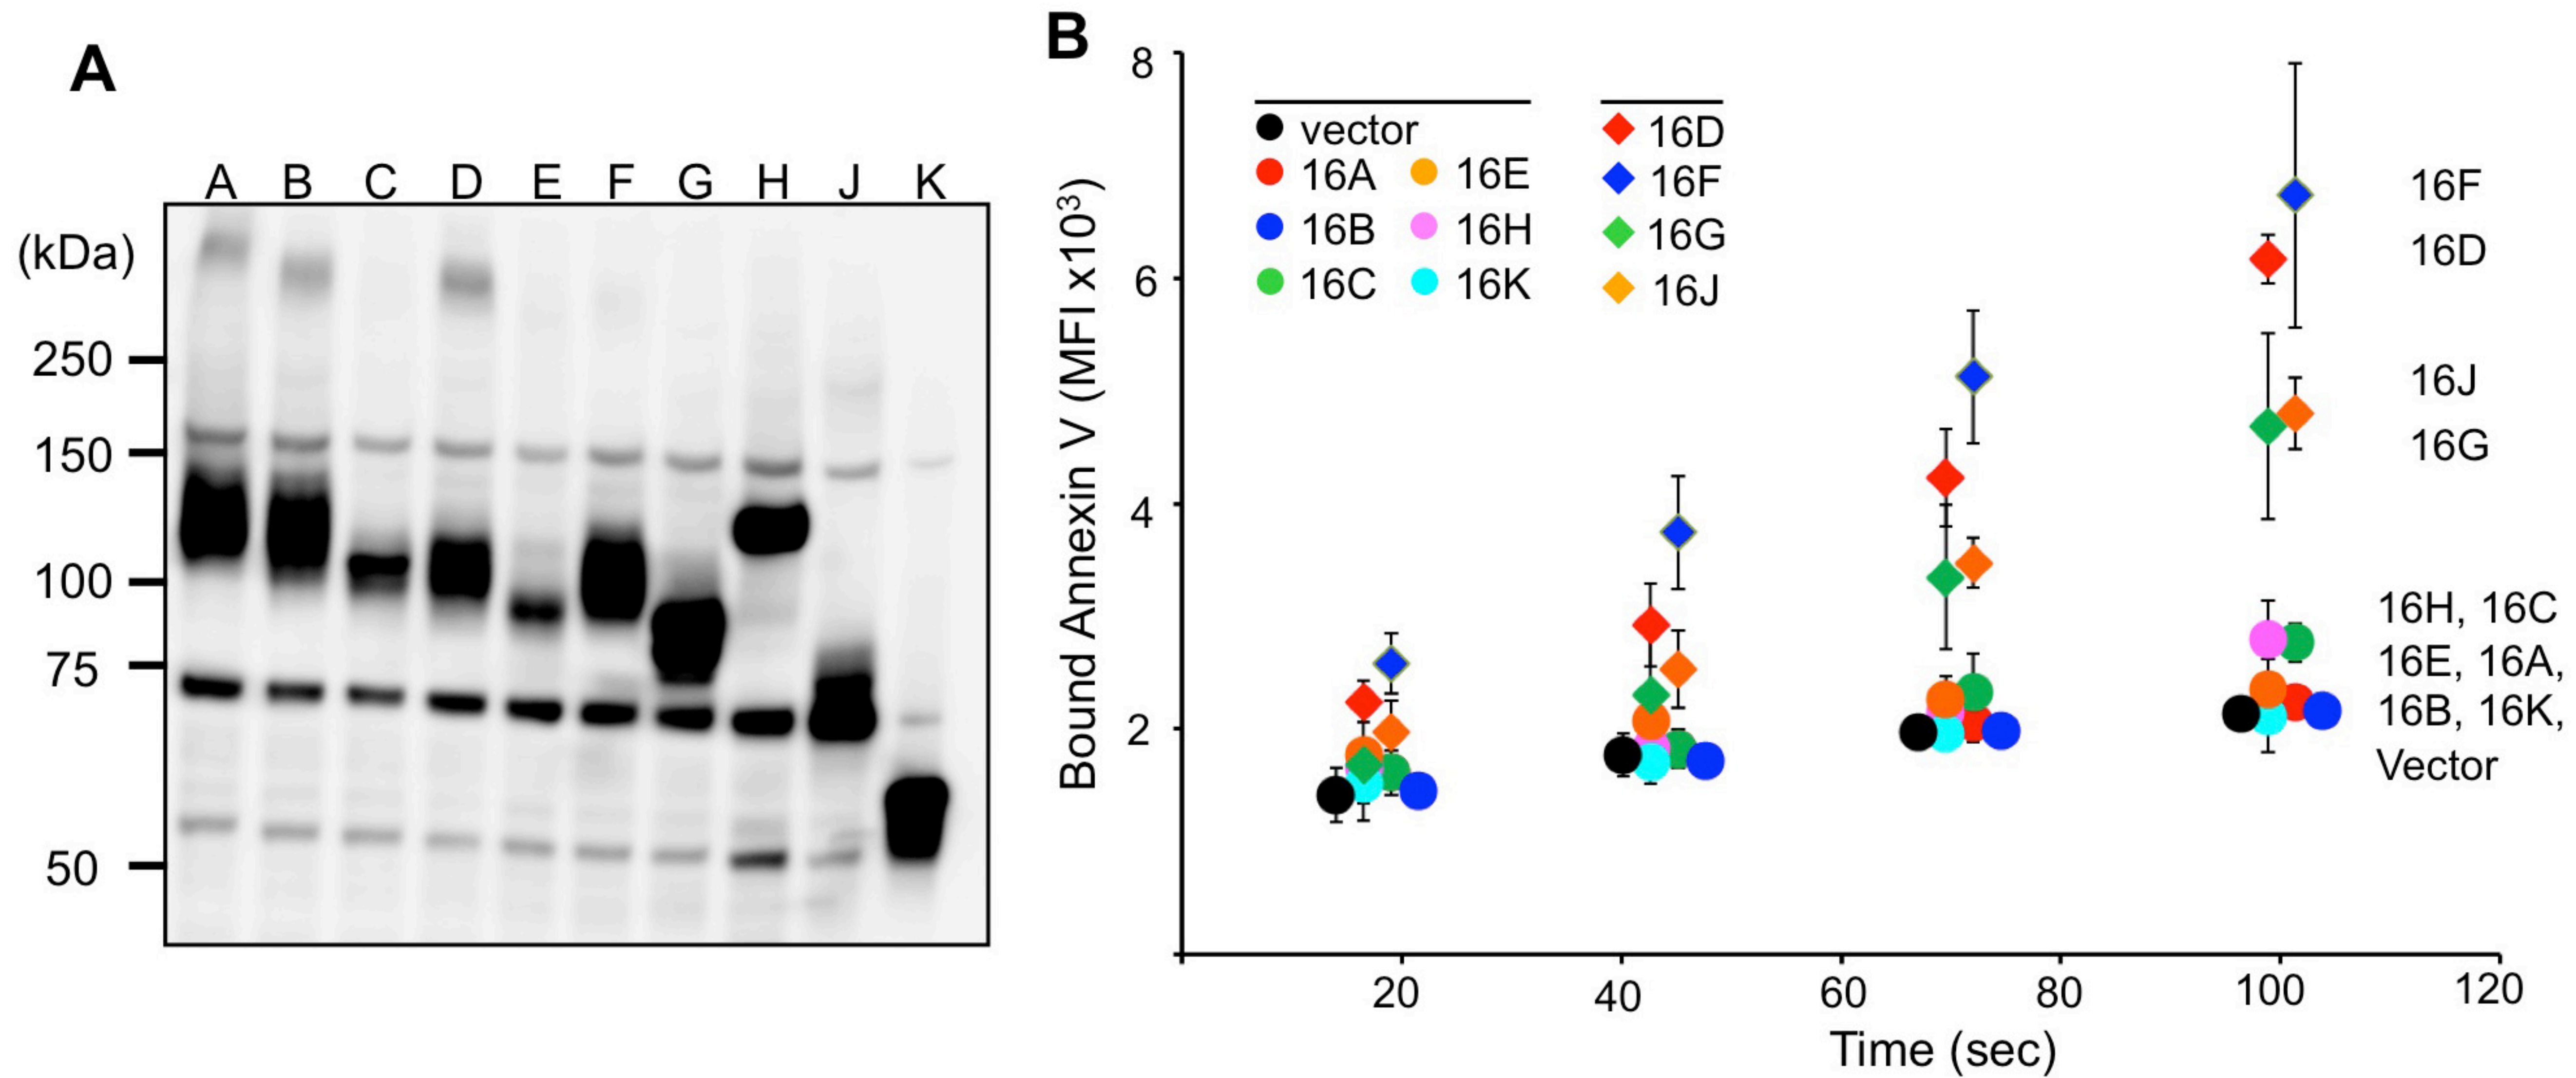 A
A B C D E F G H J K
(kDa)
250
150
100
75
50
B
Bound Annexin V (MFI x10³)
8
6
4
2
vector
16A 16E
16B 16H
16C 16K
16D
16F
16G
16J
16F
16D
16J
16G
16H, 16C
16E, 16A,
16B, 16K,
Vector
20 40 60 80 100 120
Time (sec)